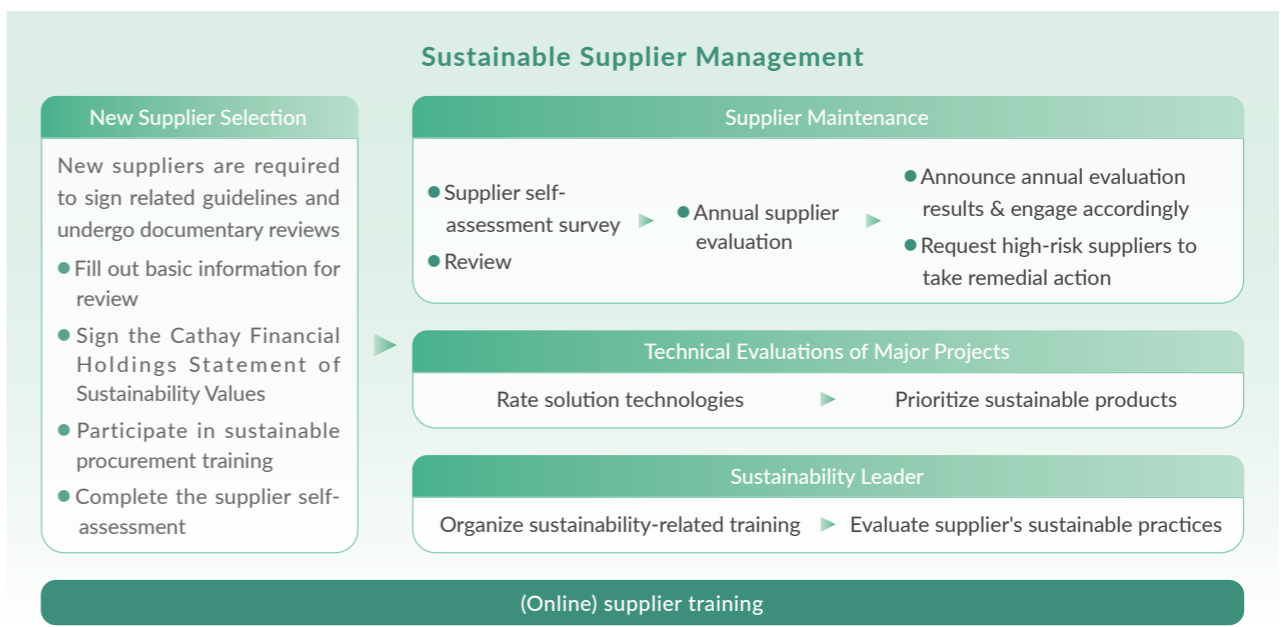 Sustainable Supplier Management
New Supplier Selection
New suppliers are required
to sign related guidelines and
undergo documentary reviews
Fill out basic information for
review
Sign the Cathay Financial
Holdings Statement of
Sustainability Values
Participate in sustainable
procurement training
Complete the supplier self-
assessment
Supplier Maintenance
Supplier self-
assessment survey
Review
Annual supplier
evaluation
Announce annual evaluation
results & engage accordingly
Request high-risk suppliers to
take remedial action
Technical Evaluations of Major Projects
Rate solution technologies
Prioritize sustainable products
Sustainability Leader
Organize sustainability-related training
Evaluate supplier's sustainable practices
(Online) supplier training